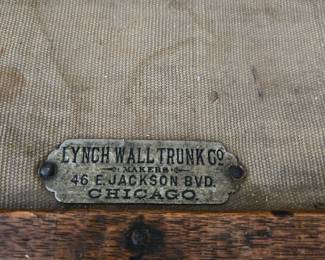 LYNCH WALL TRUNK CO
MAKERS
46 E. JACKSON BVD.
CHICAGO.